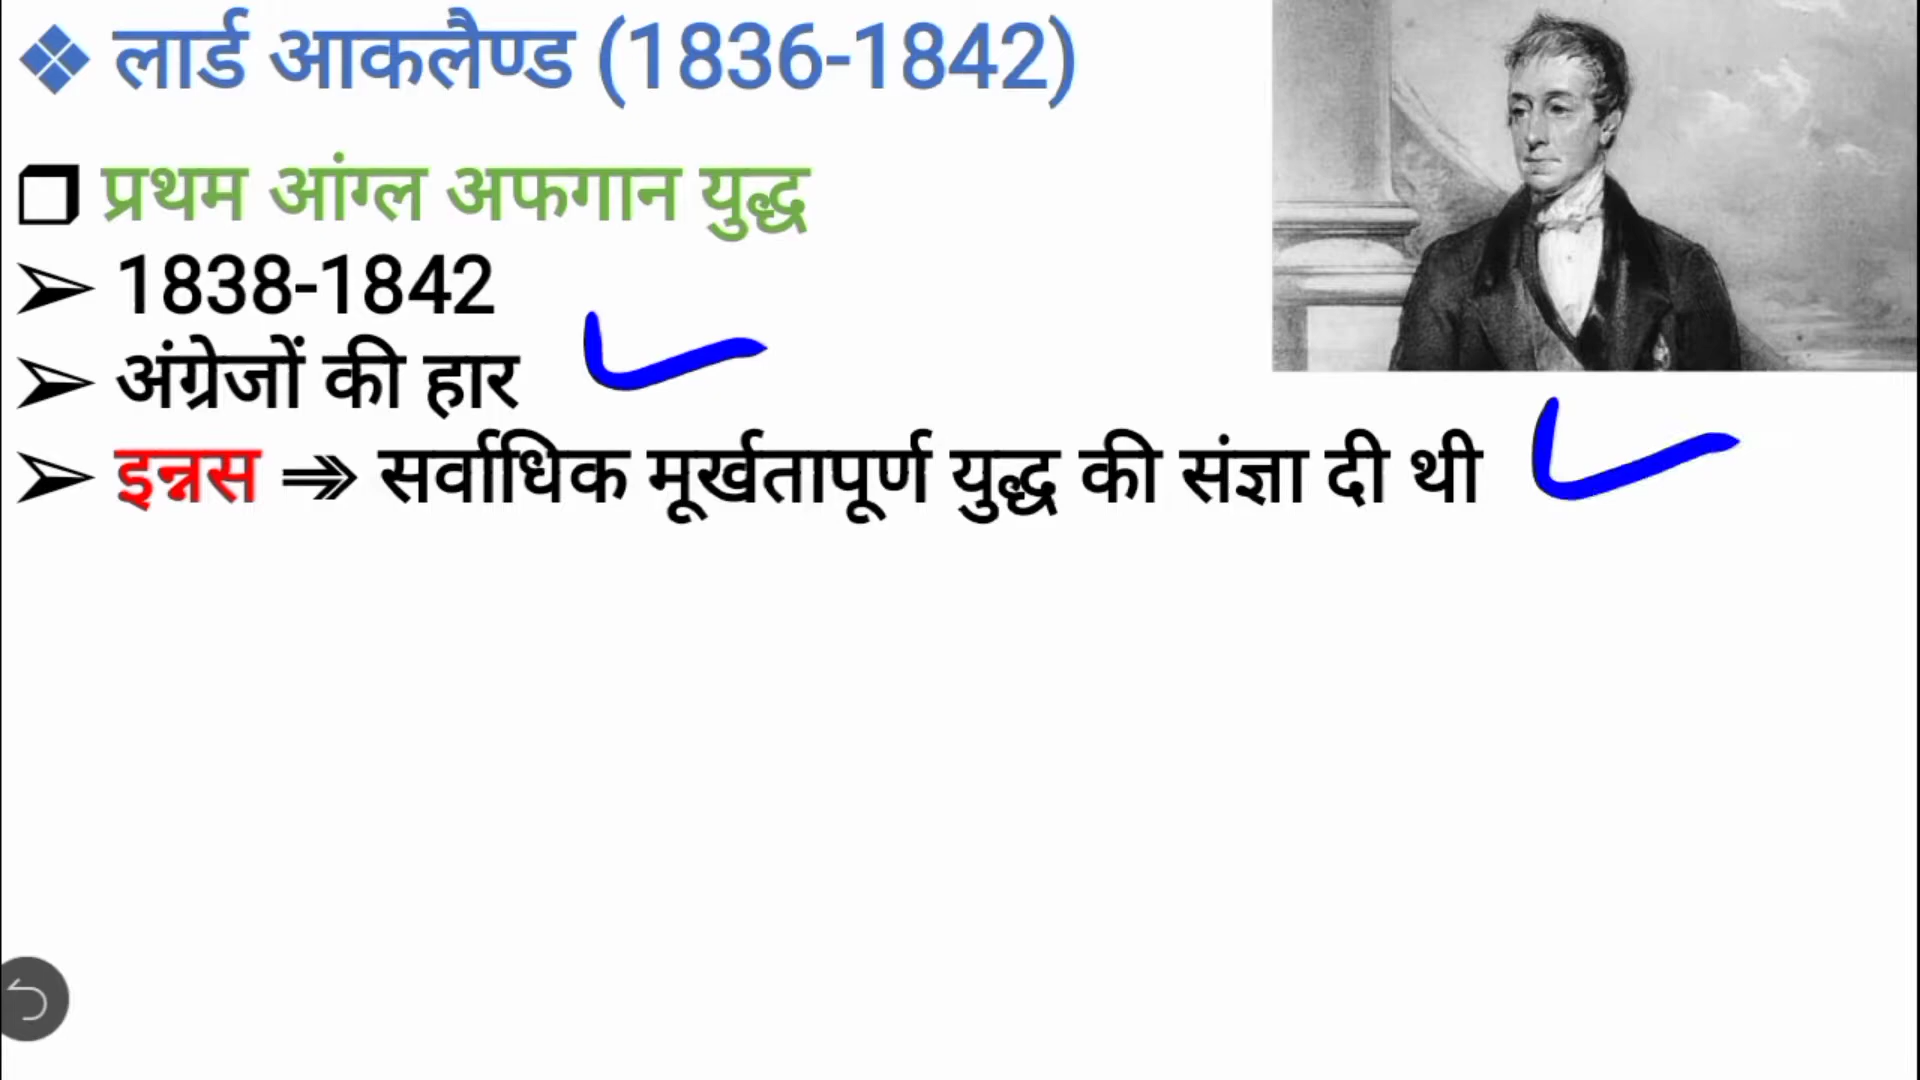 ❖ लार्ड आकलैण्ड (1836-1842)
❒ प्रथम आंग्ल अफगान युद्ध
➢ 1838-1842
➢ अंग्रेजों की हार
➢ इन्नस ⇒ सर्वाधिक मूर्खतापूर्ण युद्ध की संज्ञा दी थी